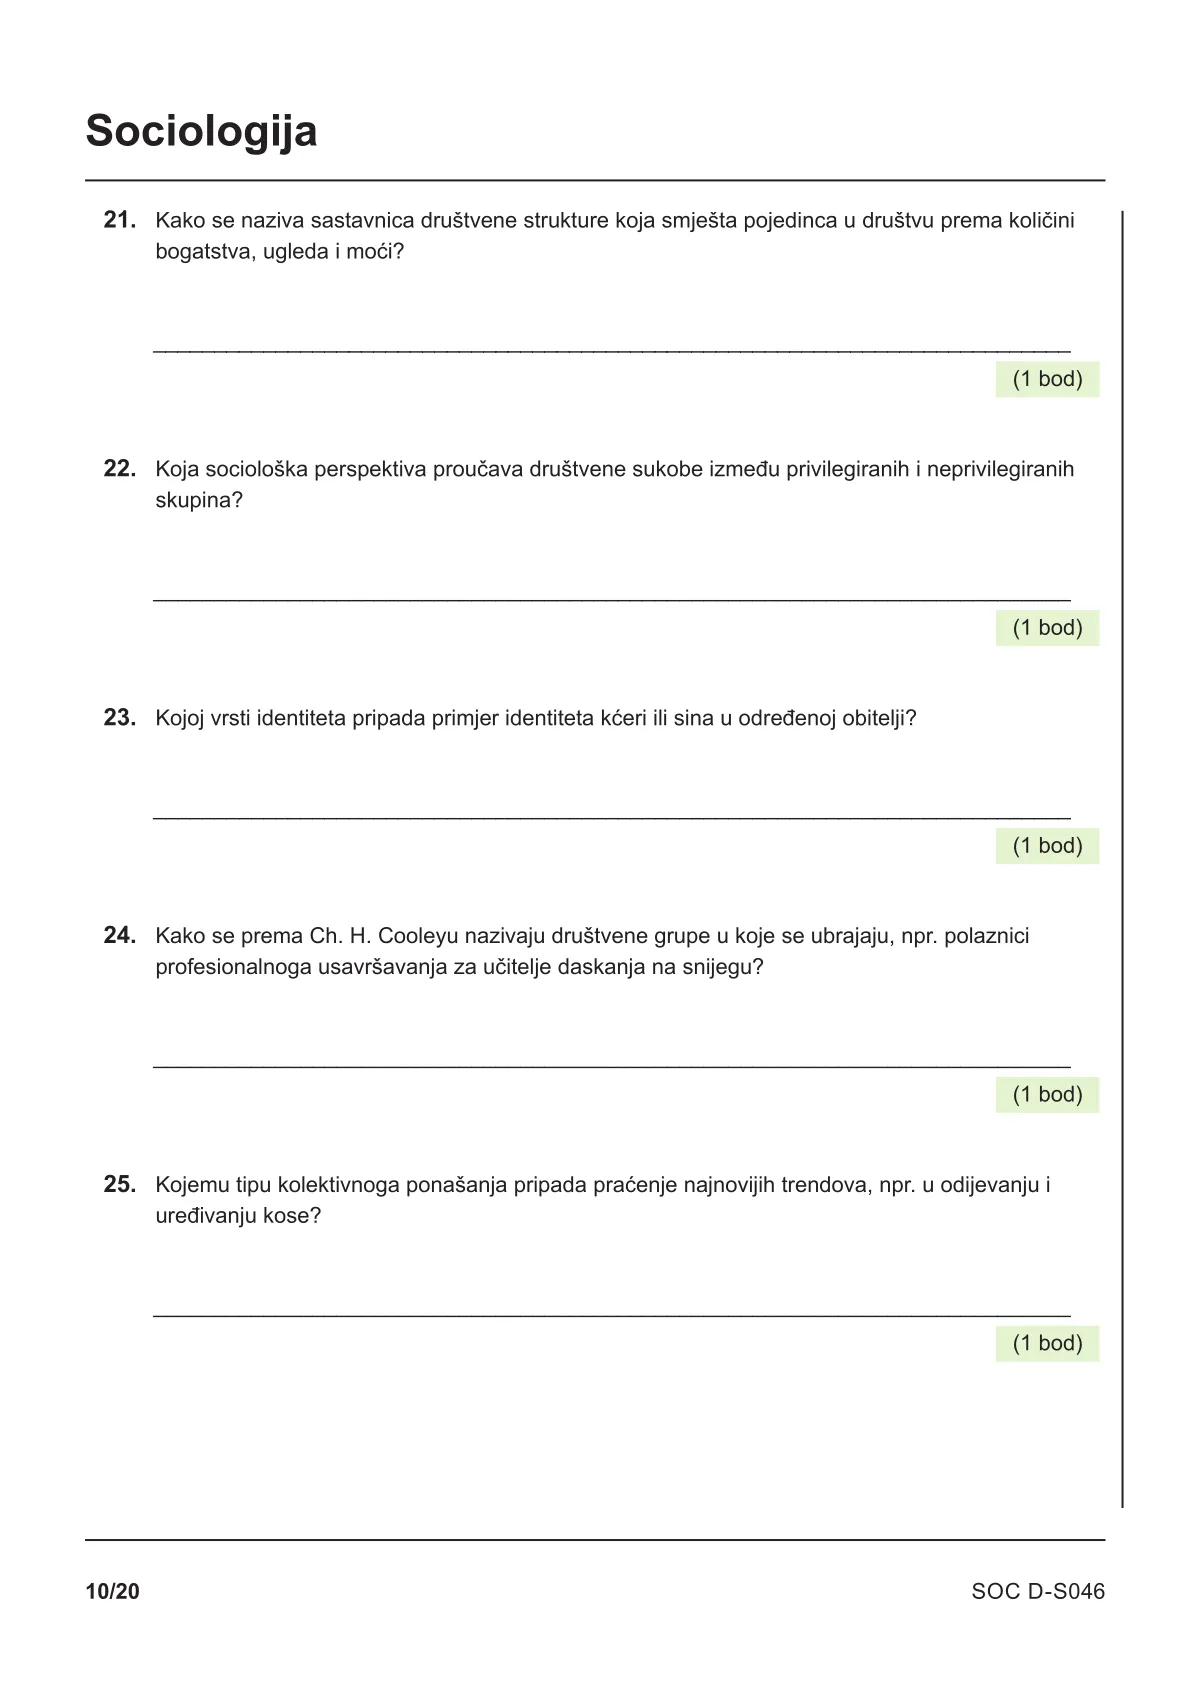 Sociologija
21. Kako se naziva sastavnica društvene strukture koja smješta pojedinca u društvu prema količini
bogatstva, ugleda i moći?
(1 bod)
22. Koja sociološka perspektiva proučava društvene sukobe između privilegiranih i neprivilegiranih
skupina?
(1 bod)
23. Kojoj vrsti identiteta pripada primjer identiteta kćeri ili sina u određenoj obitelji?
(1 bod)
24. Kako se prema Ch. H. Cooleyu nazivaju društvene grupe u koje se ubrajaju, npr. polaznici
profesionalnoga usavršavanja za učitelje daskanja na snijegu?
(1 bod)
25. Kojemu tipu kolektivnoga ponašanja pripada praćenje najnovijih trendova, npr. u odijevanju i
uređivanju kose?
(1 bod)
10/20
SOC D-S046